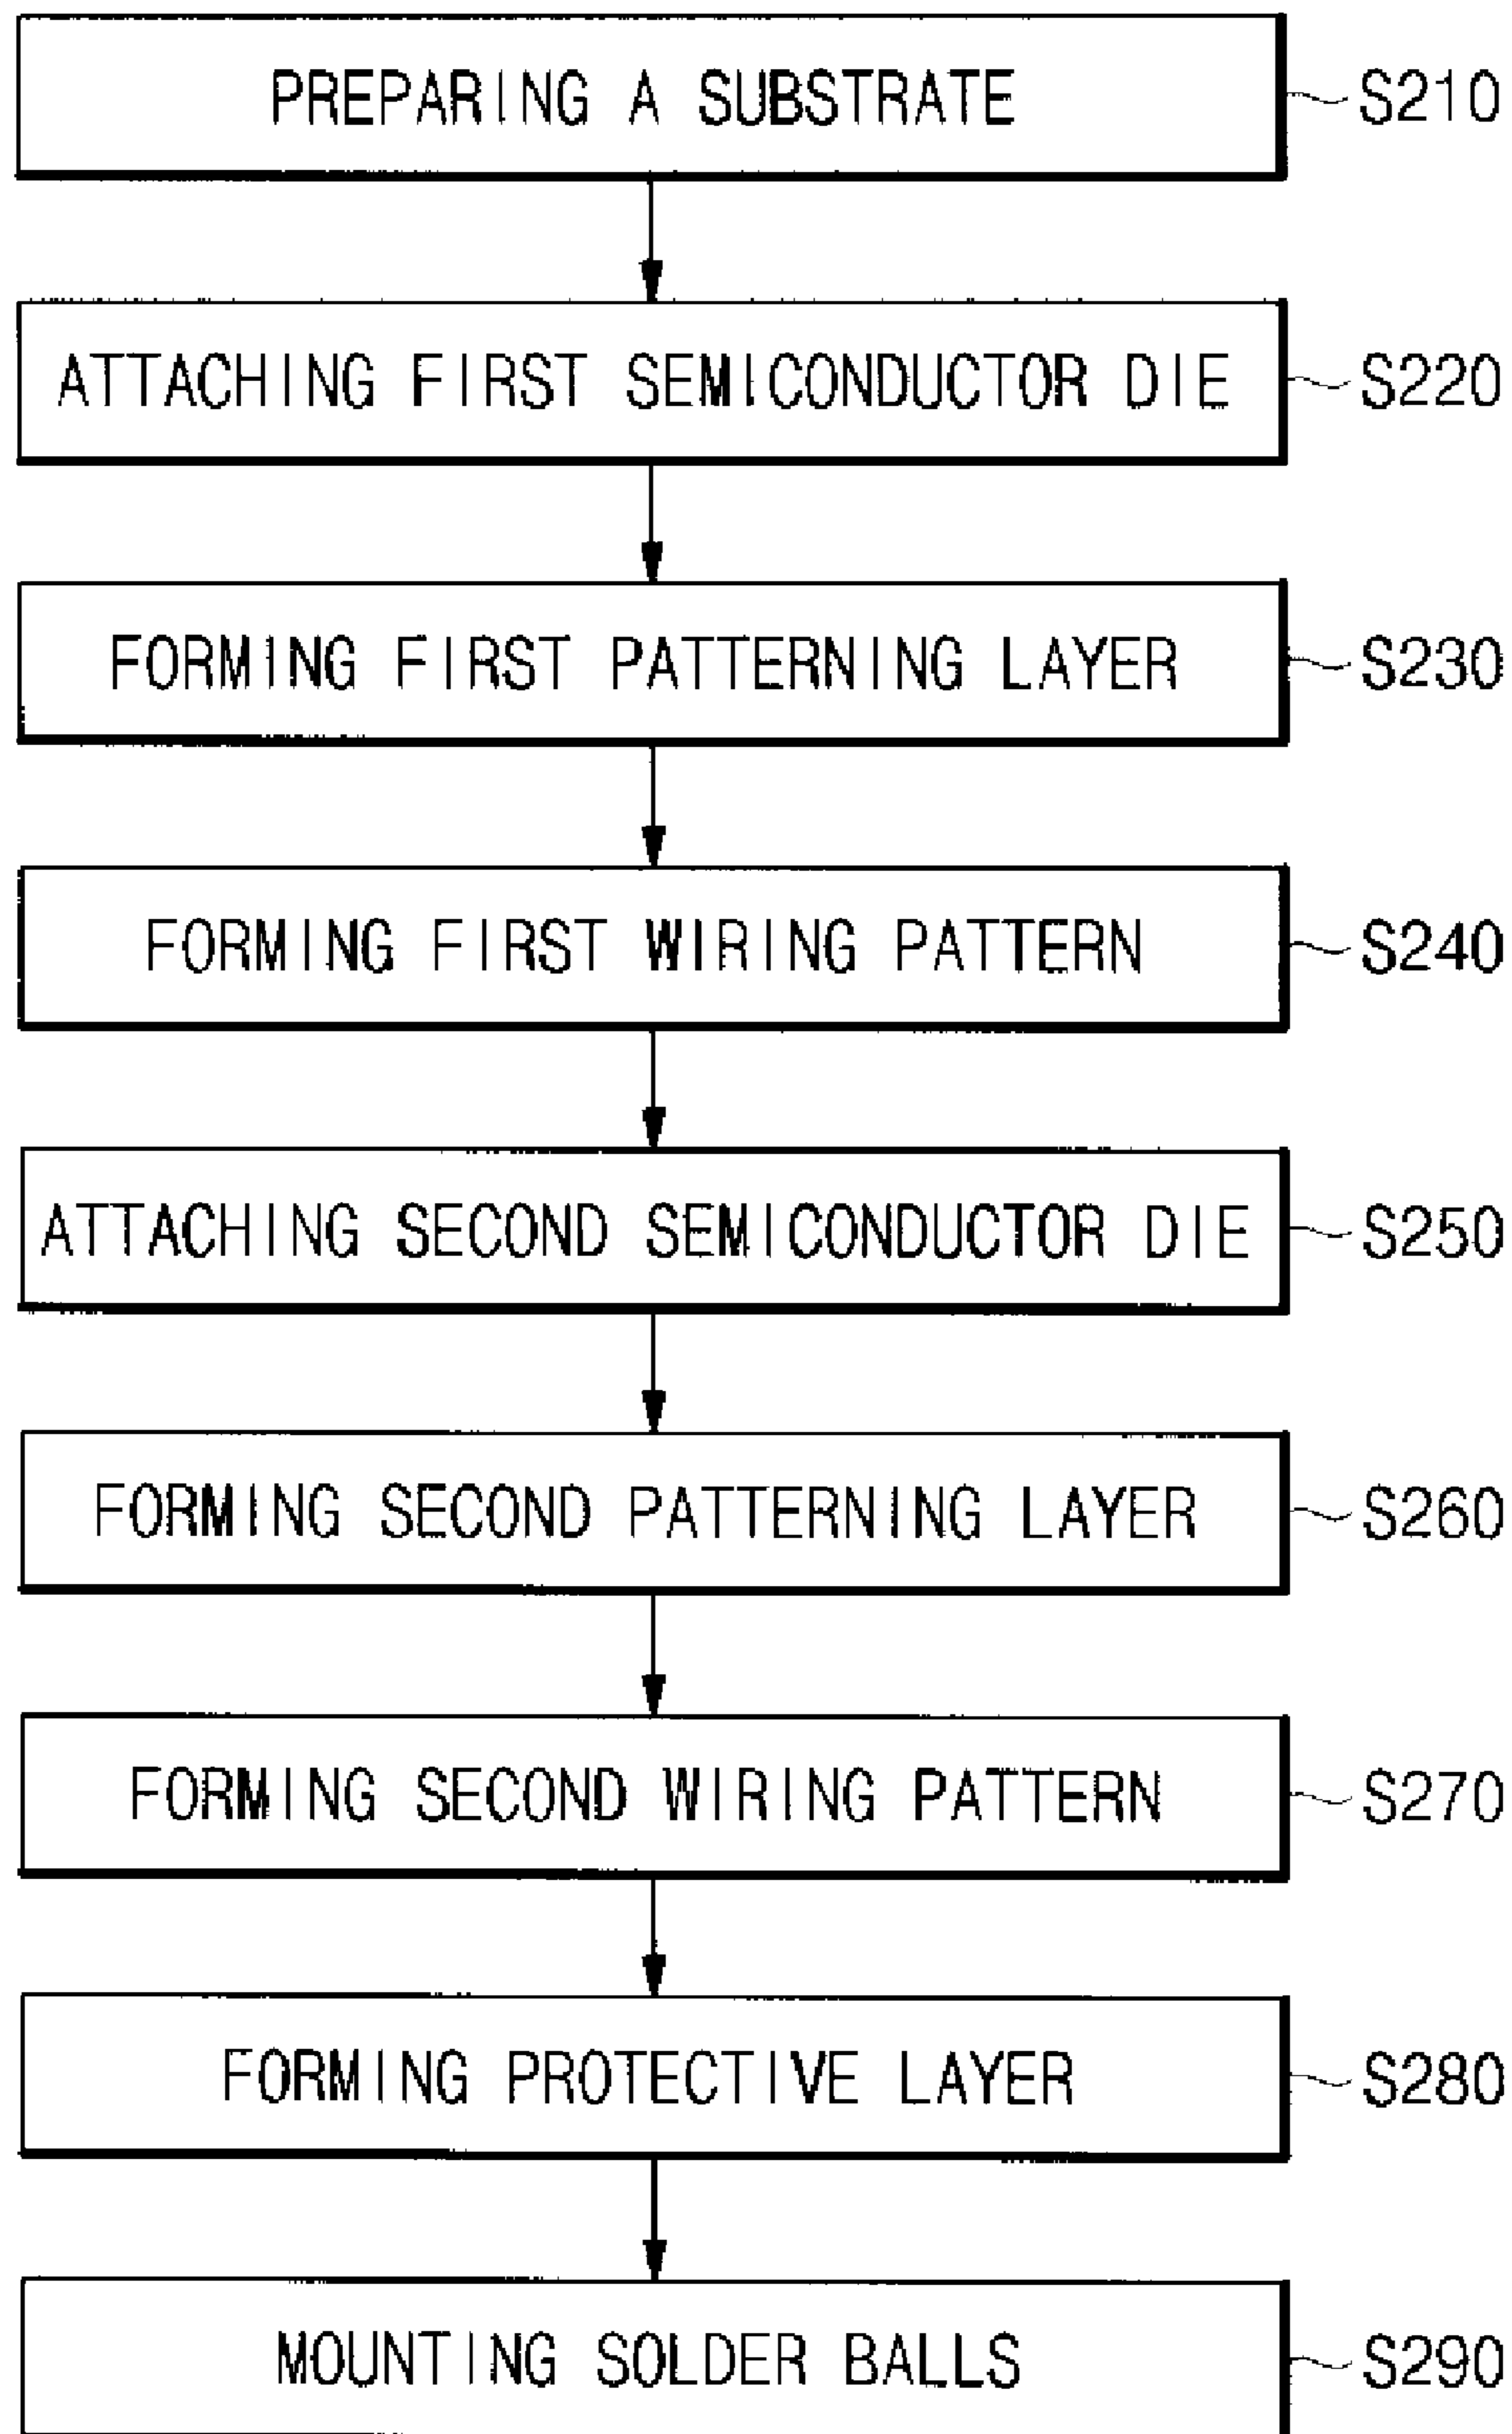 PREPARING A SUBSTRATE S210
ATTACHING FIRST SEMICONDUCTOR DIE S220
FORMING FIRST PATTERNING LAYER S230
FORMING FIRST WIRING PATTERN S240
ATTACHING SECOND SEMICONDUCTOR DIE S250
FORMING SECOND PATTERNING LAYER S260
FORMING SECOND WIRING PATTERN S270
FORMING PROTECTIVE LAYER S280
MOUNTING SOLDER BALLS S290